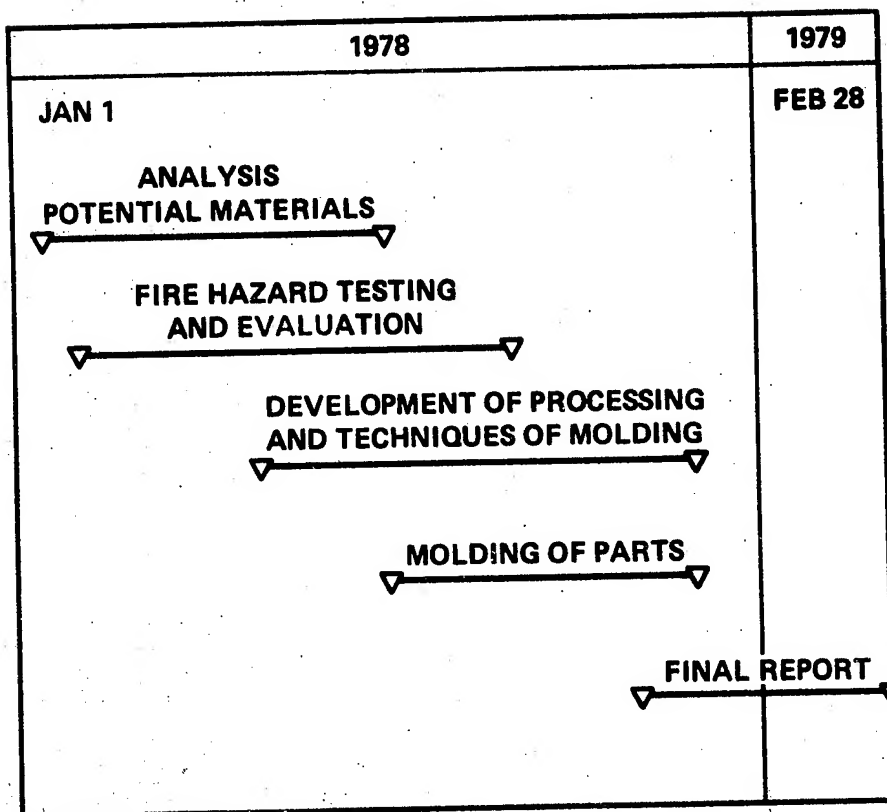 1978
1979
JAN 1
FEB 28
ANALYSIS
POTENTIAL MATERIALS
FIRE HAZARD TESTING
AND EVALUATION
DEVELOPMENT OF PROCESSING
AND TECHNIQUES OF MOLDING
MOLDING OF PARTS
FINAL REPORT